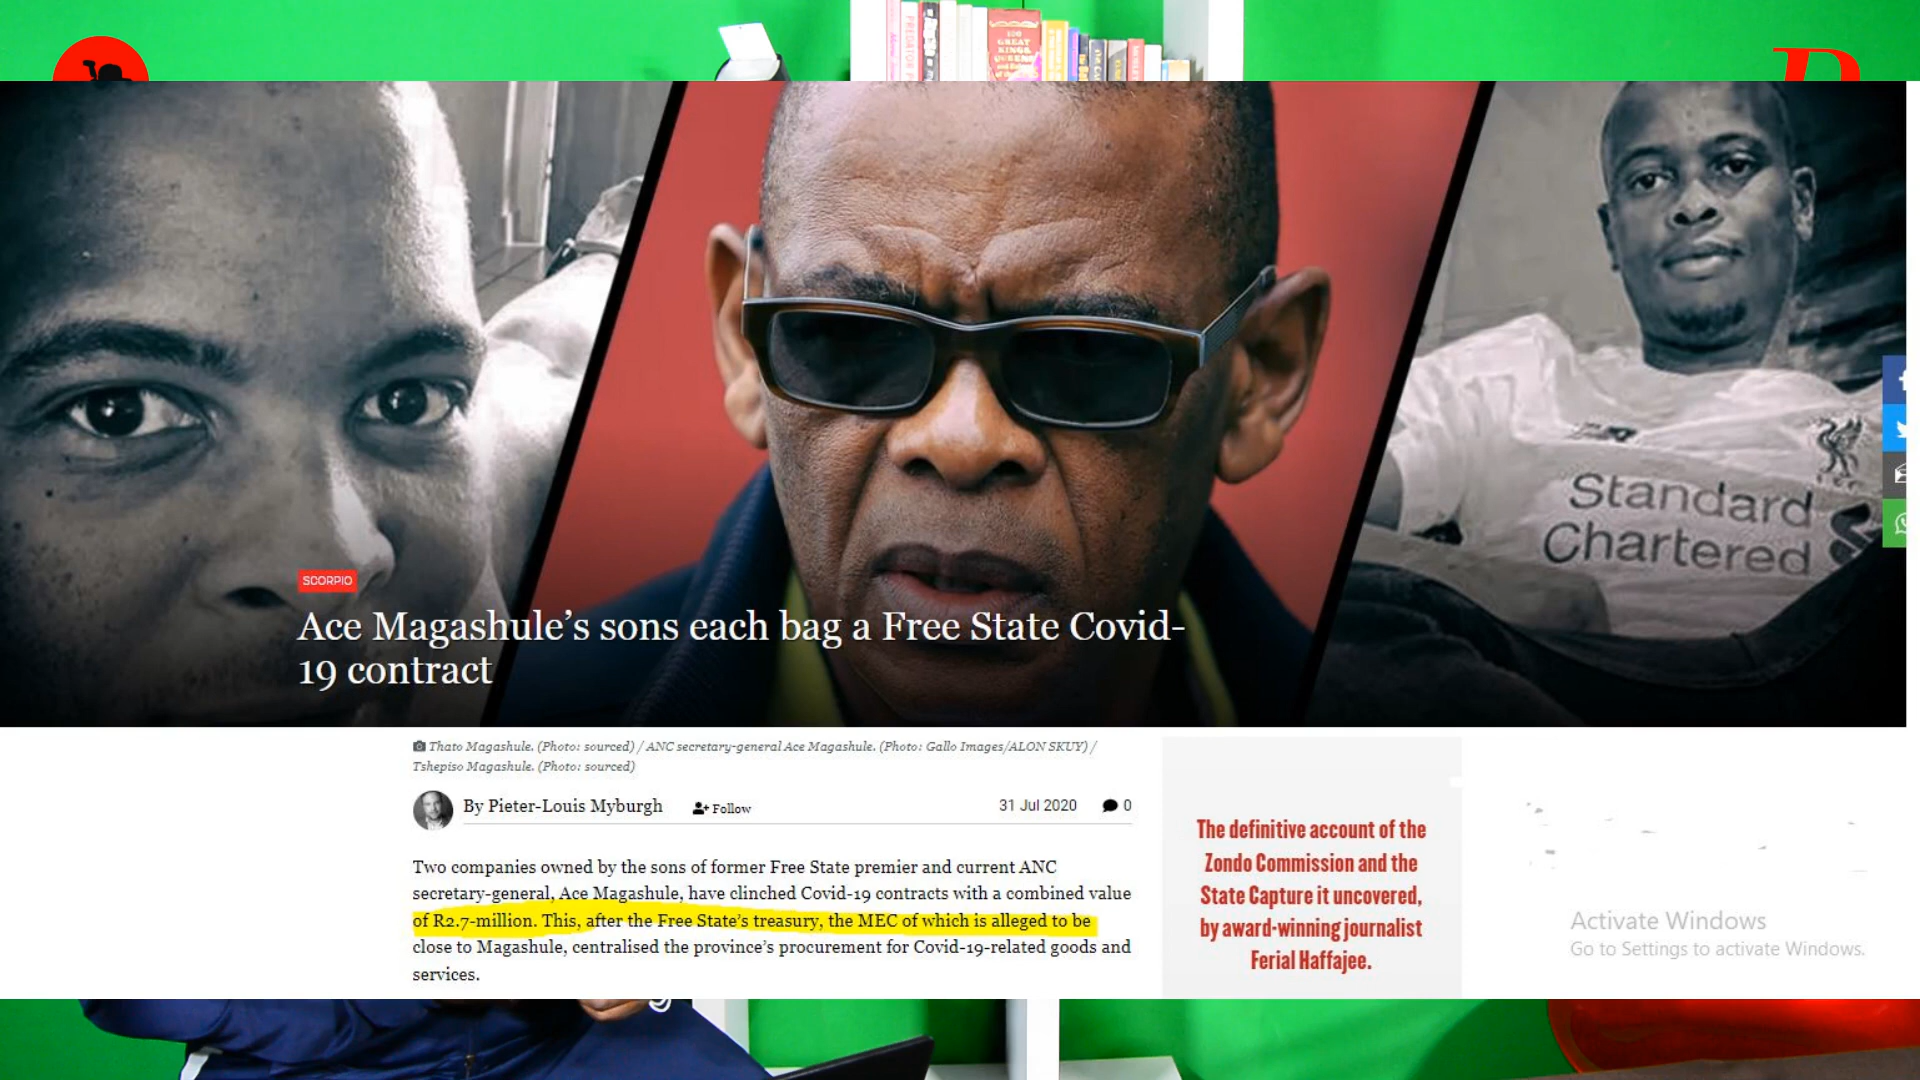 100
GREAT
KINGS
QUEENS
PREDATOR
Standard
Chartered
SCORPIO
Ace Magashule’s sons each bag a Free State Covid-
19 contract
Thato Magashule. (Photo: sourced) / ANC secretary-general Ace Magashule. (Photo: Gallo Images/ALON SKUY) /
Tshepiso Magashule. (Photo: sourced)
By Pieter-Louis Myburgh
Follow
31 Jul 2020
0
Two companies owned by the sons of former Free State premier and current ANC
secretary-general, Ace Magashule, have clinched Covid-19 contracts with a combined value
of R2.7-million. This, after the Free State’s treasury, the MEC of which is alleged to be
close to Magashule, centralised the province’s procurement for Covid-19-related goods and
services.
The definitive account of the
Zondo Commission and the
State Capture it uncovered,
by award-winning journalist
Ferial Haffajee.
Activate Windows
Go to Settings to activate Windows.